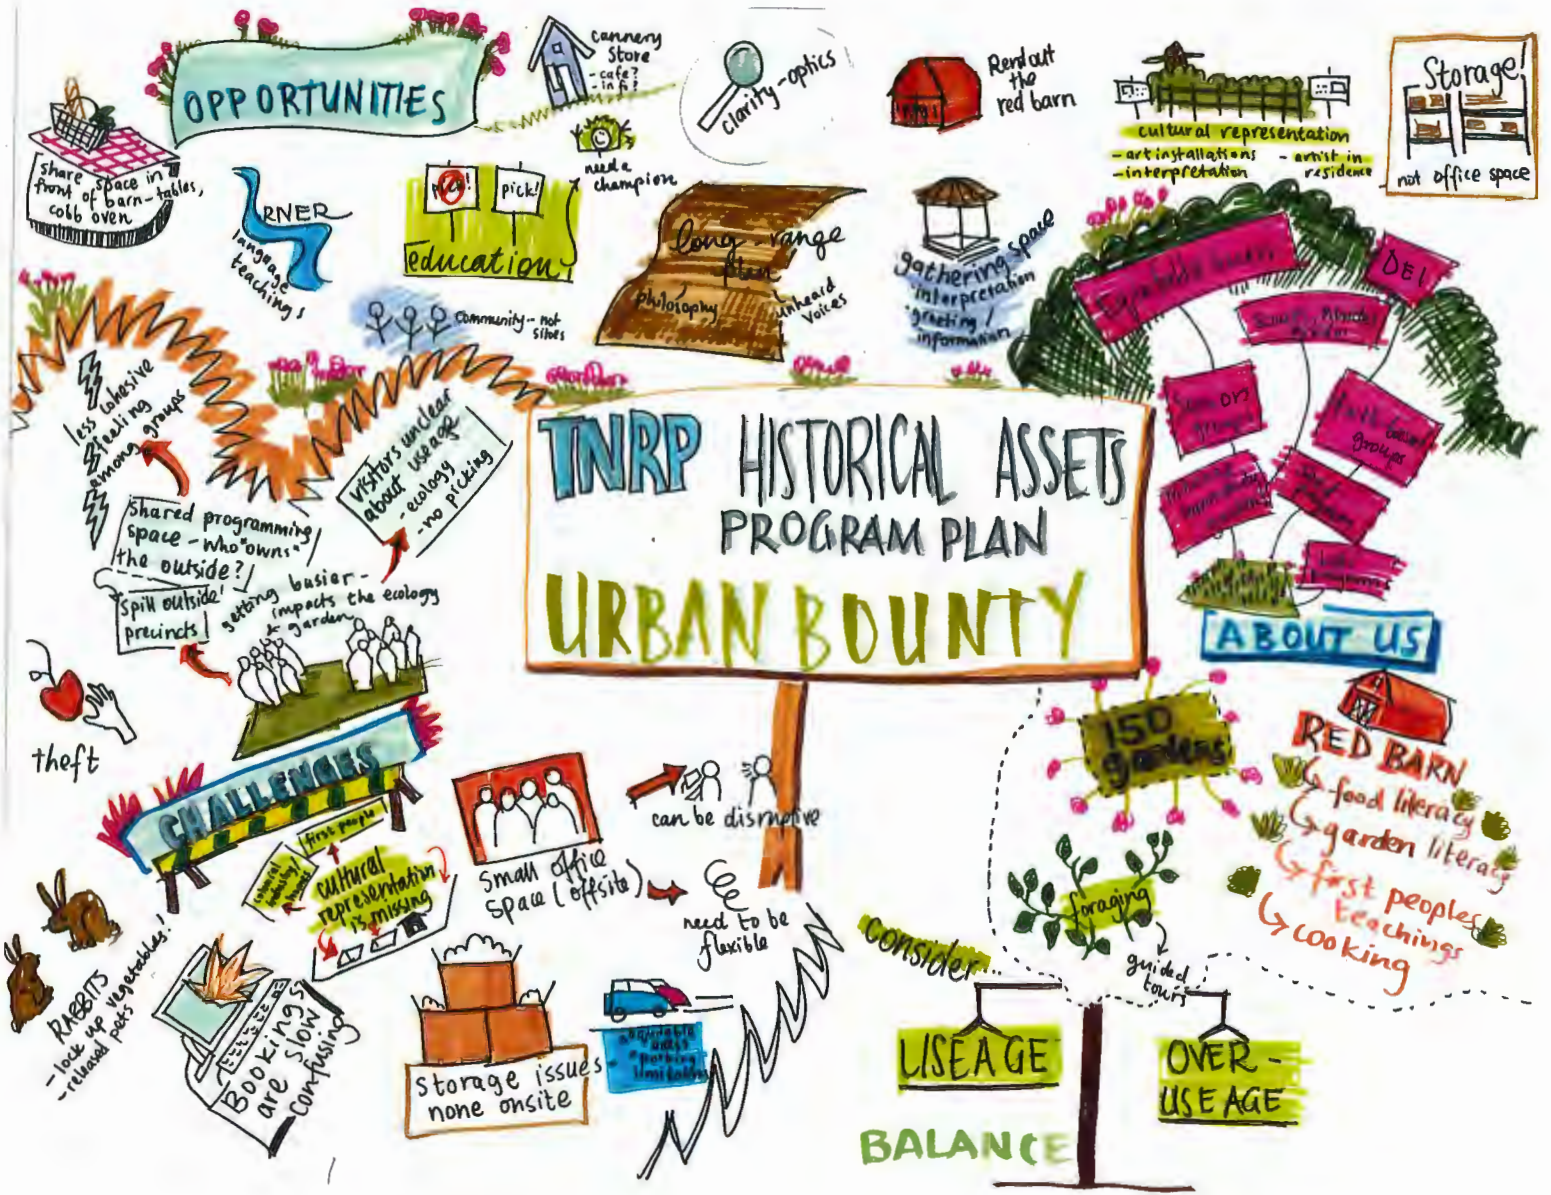 OPPORTUNITIES
cannery
store
- cafe?
- info?
clarity - optics
Rent out
the
red barn
cultural representation
- art installations
- interpretation
- artist in
residence
Storage!
not office space
share space in
front of barn - tables,
cobb oven
RNER
language
teachings
pick!
pick!
education
need a
champion
long-range
plan
philosophy
unheard
voices
gathering space
interpretation
greeting /
information
Community - not
siloes
DEI
groups
groups
ABOUT US
TNRP HISTORICAL ASSETS
PROGRAM PLAN
URBAN BOUNTY
less cohesive
feeling
among groups
visitors unclear
about useage
- ecology
- no picking
Shared programming
space - who "owns"
the outside?
Spill outside!
precincts!
getting busier -
impacts the ecology
& garden
theft
CHALLENGES
first people
colonial
industry/
cultural
representation
is missing
small office
space (offsite)
can be disruptive
need to be
flexible
RABBITS
- lock up vegetables!
- released pets
Bookings
are slow
confusing
Storage issues -
none onsite
parking
limitations
150
gardens
foraging
guided
tours
RED BARN
food literacy
garden literacy
first peoples
teachings
cooking
consider
USEAGE
OVER -
USEAGE
BALANCE